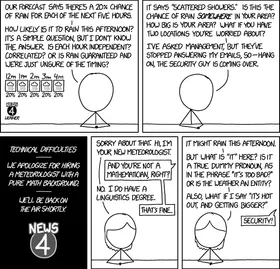 OUR FORECAST SAYS THERE'S A 20% CHANCE
OF RAIN FOR EACH OF THE NEXT FIVE HOURS.
HOW LIKELY IS IT TO RAIN THIS AFTERNOON?
IT'S A SIMPLE QUESTION, BUT I DON'T KNOW
THE ANSWER. IS EACH HOUR INDEPENDENT?
CORRELATED? OR IS RAIN GUARANTEED AND
WE'RE JUST UNSURE OF THE TIMING?
12PM 1PM 2PM 3PM 4PM
20% 20% 20% 20% 20%
4
WEATHER
IT SAYS "SCATTERED SHOWERS." IS THIS THE
CHANCE OF RAIN SOMEWHERE IN YOUR AREA?
HOW BIG IS YOUR AREA? WHAT IF YOU HAVE
TWO LOCATIONS YOU'RE WORRIED ABOUT?
I'VE ASKED MANAGEMENT, BUT THEY'VE
STOPPED ANSWERING MY EMAILS, SO—HANG
ON, THE SECURITY GUY IS COMING OVER.
TECHNICAL DIFFICULTIES
WE APOLOGIZE FOR HIRING
A METEOROLOGIST WITH A
PURE MATH BACKGROUND.
WE'LL BE BACK ON
THE AIR SHORTLY.
NEWS
4
SORRY ABOUT THAT. HI, I'M
YOUR NEW METEOROLOGIST.
AND YOU'RE NOT A
MATHEMATICIAN, RIGHT?
NO. I DO HAVE A
LINGUISTICS DEGREE.
THAT'S FINE.
IT MIGHT RAIN THIS AFTERNOON.
BUT WHAT IS "IT" HERE? IS IT
A TRUE DUMMY PRONOUN, AS
IN THE PHRASE "IT'S TOO BAD?"
OR IS THE WEATHER AN ENTITY?
ALSO, WHAT IF I SAY "IT'S HOT
OUT, AND GETTING BIGGER?"
SECURITY!